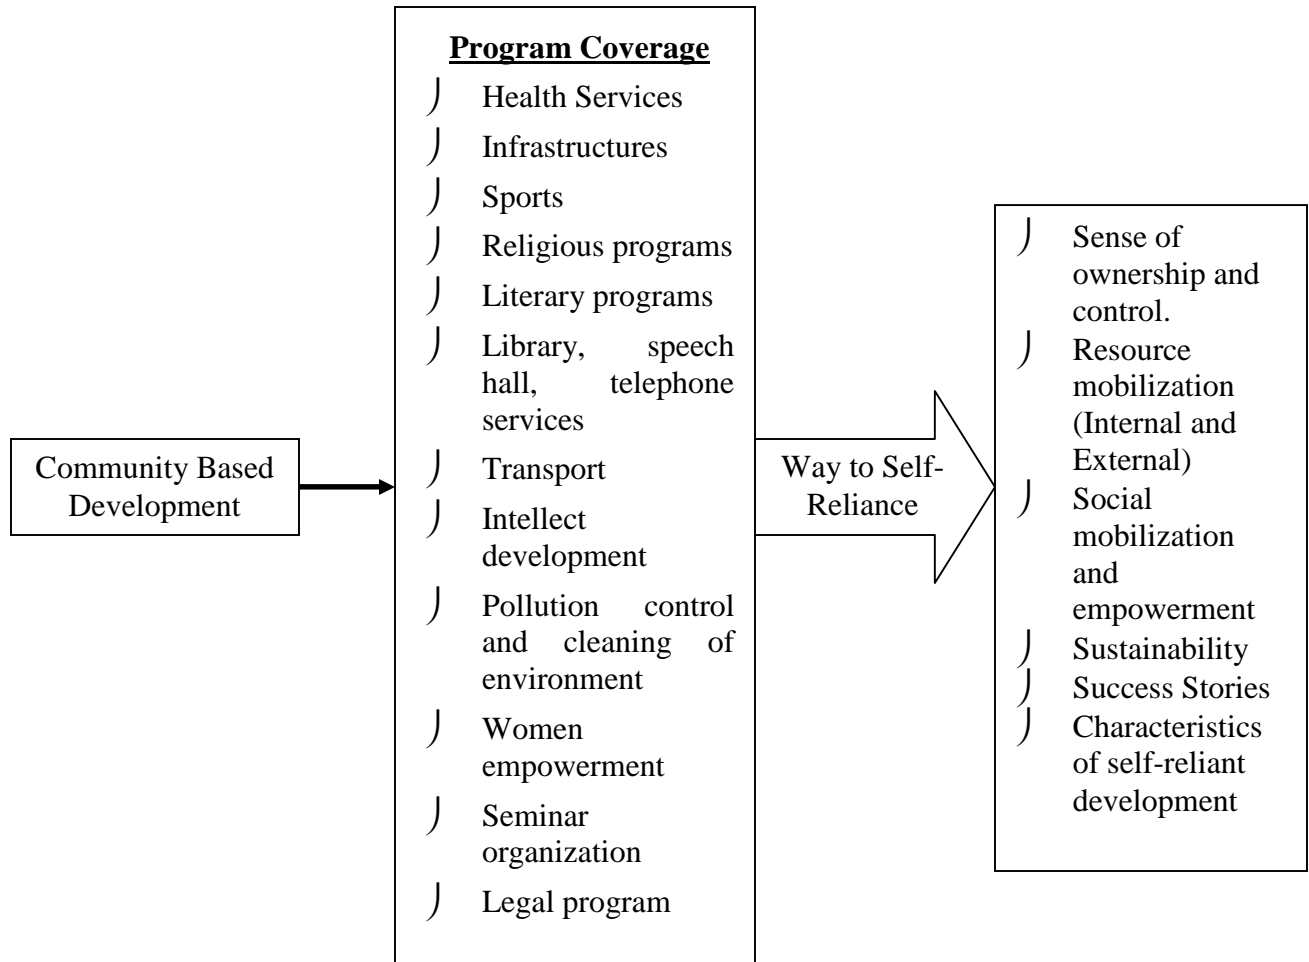 Community Based
Development
Program Coverage
Health Services
Infrastructures
Sports
Religious programs
Literary programs
Library, speech
hall, telephone
services
Transport
Intellect
development
Pollution control
and cleaning of
environment
Women
empowerment
Seminar
organization
Legal program
Way to Self-
Reliance
Sense of
ownership and
control.
Resource
mobilization
(Internal and
External)
Social
mobilization
and
empowerment
Sustainability
Success Stories
Characteristics
of self-reliant
development